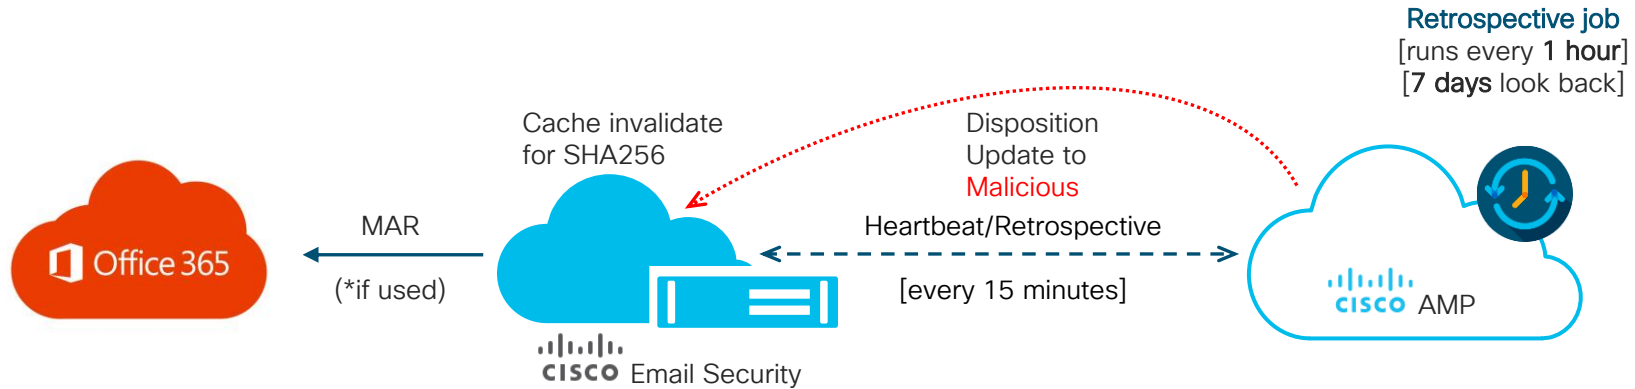 Retrospective job
[runs every 1 hour]
[7 days look back]
Cache invalidate
for SHA256
Disposition
Update to
Malicious
MAR
Heartbeat/Retrospective
Office 365
(*if used)
[every 15 minutes]
CISCO AMP
CISCO Email Security